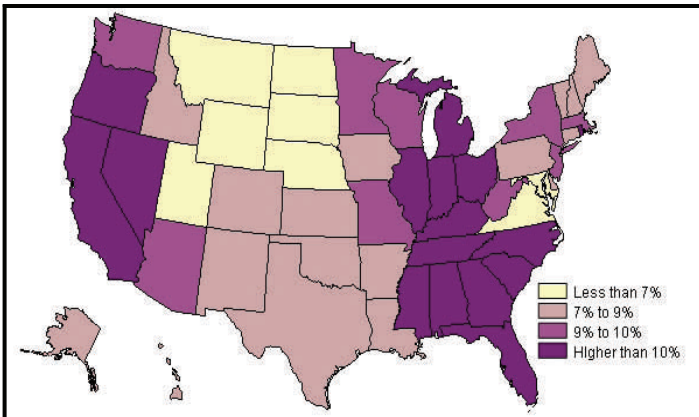 Less than 7%
7% to 9%
9% to 10%
Higher than 10%